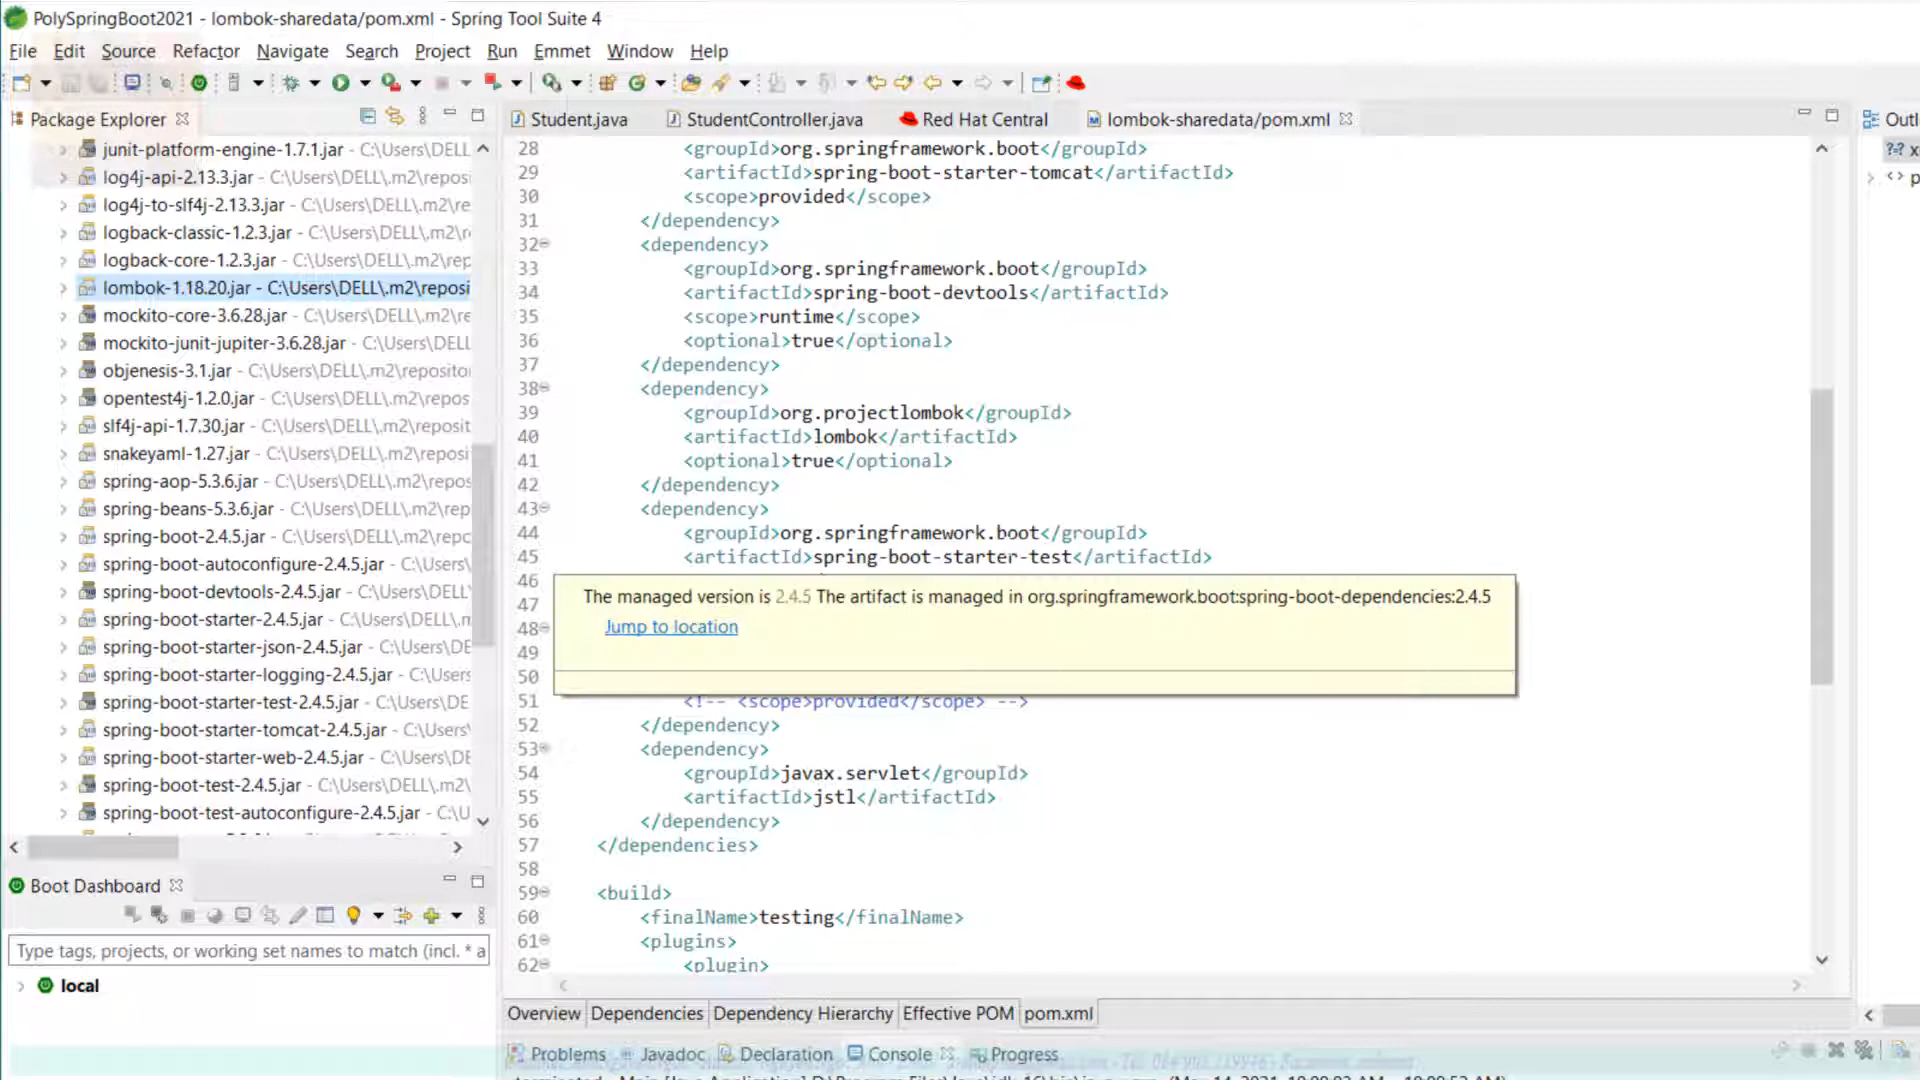 PolySpringBoot2021 - lombok-sharedata/pom.xml - Spring Tool Suite 4
File Edit Source Refactor Navigate Search Project Run Emmet Window Help
Package Explorer
junit-platform-engine-1.7.1.jar - C:\Users\DELL
log4j-api-2.13.3.jar - C:\Users\DELL\.m2\reposi
log4j-to-slf4j-2.13.3.jar - C:\Users\DELL\.m2\re
logback-classic-1.2.3.jar - C:\Users\DELL\.m2\r
logback-core-1.2.3.jar - C:\Users\DELL\.m2\rep
lombok-1.18.20.jar - C:\Users\DELL\.m2\reposi
mockito-core-3.6.28.jar - C:\Users\DELL\.m2\re
mockito-junit-jupiter-3.6.28.jar - C:\Users\DELL
objenesis-3.1.jar - C:\Users\DELL\.m2\reposito
opentest4j-1.2.0.jar - C:\Users\DELL\.m2\repos
slf4j-api-1.7.30.jar - C:\Users\DELL\.m2\reposit
snakeyaml-1.27.jar - C:\Users\DELL\.m2\reposi
spring-aop-5.3.6.jar - C:\Users\DELL\.m2\repos
spring-beans-5.3.6.jar - C:\Users\DELL\.m2\rep
spring-boot-2.4.5.jar - C:\Users\DELL\.m2\repc
spring-boot-autoconfigure-2.4.5.jar - C:\Users
spring-boot-devtools-2.4.5.jar - C:\Users\DELL
spring-boot-starter-2.4.5.jar - C:\Users\DELL\.m
spring-boot-starter-json-2.4.5.jar - C:\Users\DE
spring-boot-starter-logging-2.4.5.jar - C:\Users
spring-boot-starter-test-2.4.5.jar - C:\Users\DE
spring-boot-starter-tomcat-2.4.5.jar - C:\Users
spring-boot-starter-web-2.4.5.jar - C:\Users\DE
spring-boot-test-2.4.5.jar - C:\Users\DELL\.m2\
spring-boot-test-autoconfigure-2.4.5.jar - C:\U
Boot Dashboard
Type tags, projects, or working set names to match (incl. * a
local
Student.java StudentController.java Red Hat Central lombok-sharedata/pom.xml
28 <groupId>org.springframework.boot</groupId>
29 <artifactId>spring-boot-starter-tomcat</artifactId>
30 <scope>provided</scope>
31 </dependency>
32 <dependency>
33 <groupId>org.springframework.boot</groupId>
34 <artifactId>spring-boot-devtools</artifactId>
35 <scope>runtime</scope>
36 <optional>true</optional>
37 </dependency>
38 <dependency>
39 <groupId>org.projectlombok</groupId>
40 <artifactId>lombok</artifactId>
41 <optional>true</optional>
42 </dependency>
43 <dependency>
44 <groupId>org.springframework.boot</groupId>
45 <artifactId>spring-boot-starter-test</artifactId>
46
47 The managed version is 2.4.5 The artifact is managed in org.springframework.boot:spring-boot-dependencies:2.4.5
48 Jump to location
49
50
51 <!-- <scope>provided</scope> -->
52 </dependency>
53 <dependency>
54 <groupId>javax.servlet</groupId>
55 <artifactId>jstl</artifactId>
56 </dependency>
57 </dependencies>
58
59 <build>
60 <finalName>testing</finalName>
61 <plugins>
62 <plugin>
Overview Dependencies Dependency Hierarchy Effective POM pom.xml
Problems Javadoc Declaration Console Progress
Outl
?=? x
<> p